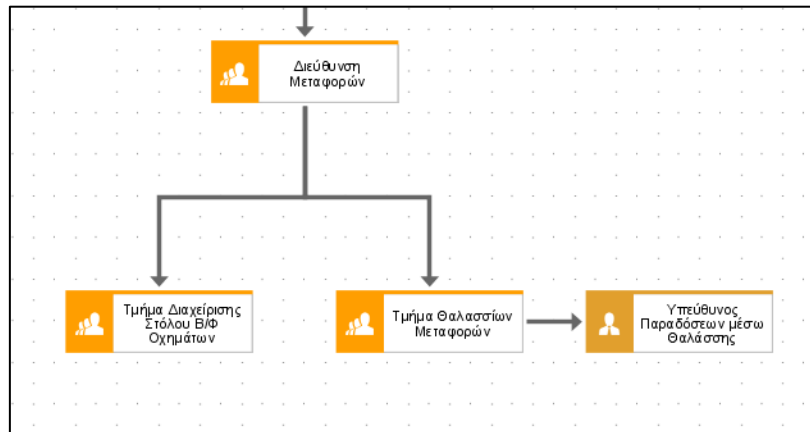 Διεύθυνση
Μεταφορών
Τμήμα Διαχείρισης
Στόλου Β/Φ
Οχημάτων
Τμήμα Θαλασσίων
Μεταφορών
Υπεύθυνος
Παραδόσεων μέσω
Θαλάσσης